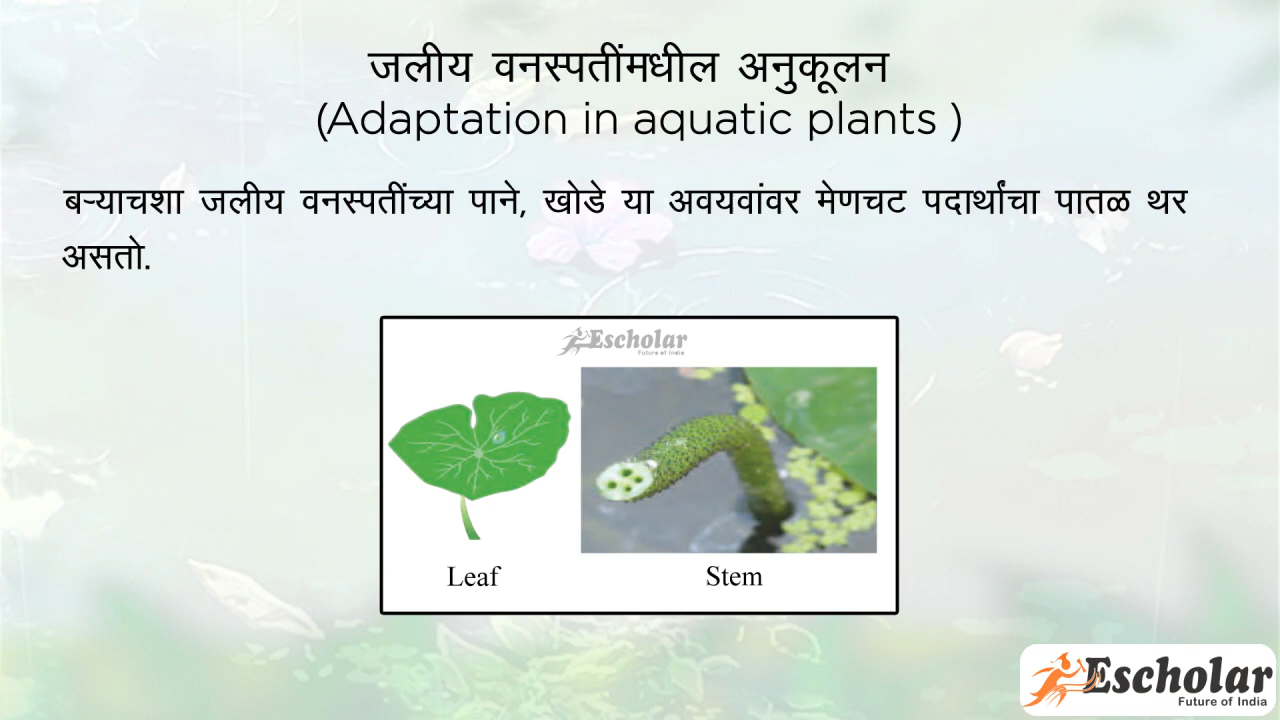 जलीय वनस्पतींमधील अनुकूलन
(Adaptation in aquatic plants )
बऱ्याचशा जलीय वनस्पतींच्या पाने, खोडे या अवयवांवर मेणचट पदार्थांचा पातळ थर
असतो.
Escholar
Future of India
Leaf
Stem
Escholar
Future of India